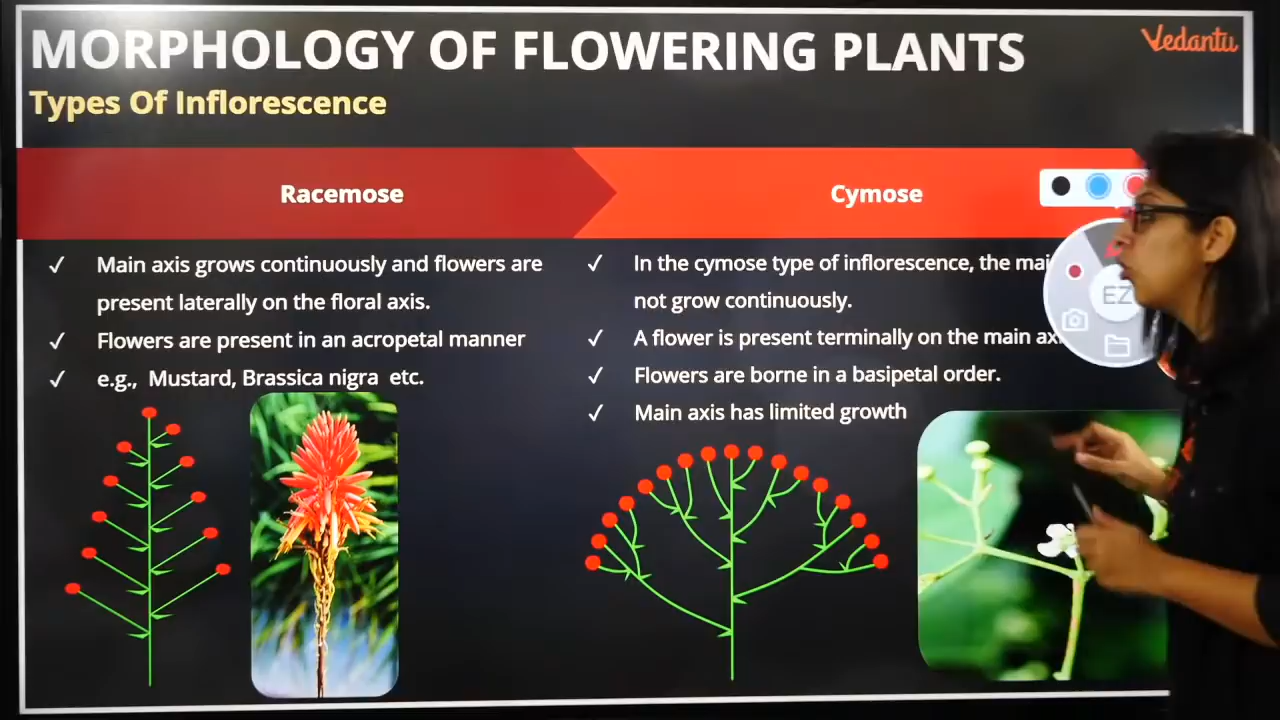 MORPHOLOGY OF FLOWERING PLANTS
Vedantu
Types Of Inflorescence
Racemose
Cymose
✓ Main axis grows continuously and flowers are
present laterally on the floral axis.
✓ Flowers are present in an acropetal manner
✓ e.g., Mustard, Brassica nigra etc.
✓ In the cymose type of inflorescence, the
not grow continuously.
✓ A flower is present terminally on the main
✓ Flowers are borne in a basipetal order.
✓ Main axis has limited growth
EZ